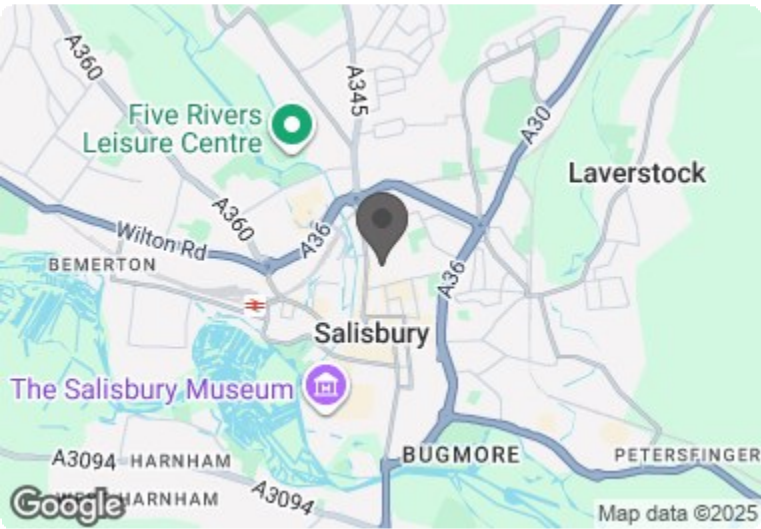 A360
A345
Five Rivers
Leisure Centre
A30
Laverstock
A360
Wilton Rd
A36
BEMERTON
A36
Salisbury
The Salisbury Museum
BUGMORE
PETERSFINGER
A3094
HARNHAM
A3094
HARNHAM
Google
Map data ©2025